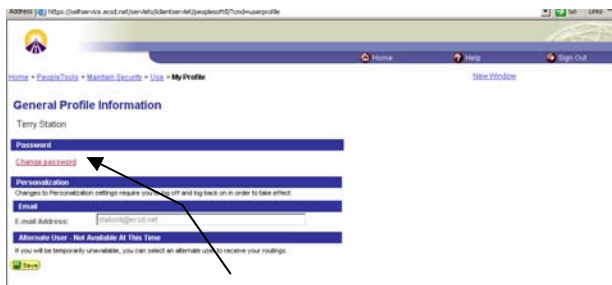 Address https://selfservice.ecsd.net/servlets/iclientservlet/peoplesoft8/?cmd=userprofile Go Links
Home Help Sign Out
Home > PeopleTools > Maintain Security > Use > My Profile New Window
General Profile Information
Terry Station
Password
Change password
Personalization
Changes to Personalization settings require you to log off and log back on in order to take effect.
Email
E-mail Address: stationt@ecsd.net
Alternate User - Not Available At This Time
If you will be temporarily unavailable, you can select an alternate user to receive your routings.
Save